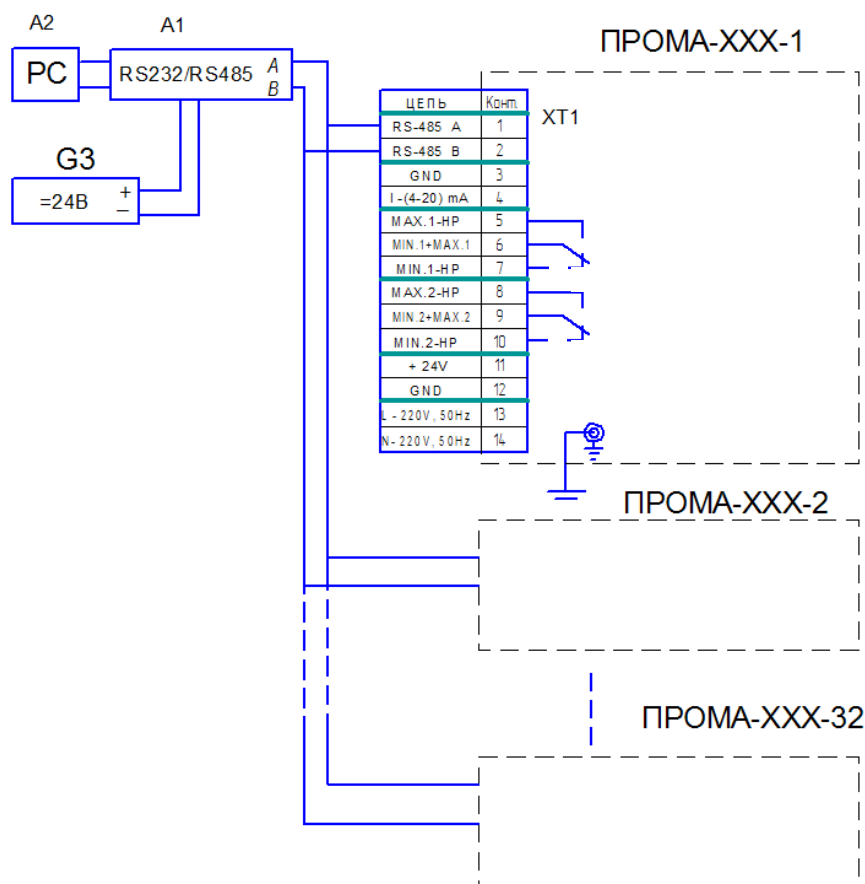 A2
A1
PC
RS232/RS485 A
B
G3
=24В + –
ПРОМА-ХХХ-1
ХТ1
ЦЕПЬ Конт.
RS-485 A 1
RS-485 B 2
GND 3
I-(4-20) mA 4
MAX.1-HP 5
MIN.1+MAX.1 6
MIN.1-HP 7
MAX.2-HP 8
MIN.2+MAX.2 9
MIN.2-HP 10
+ 24V 11
GND 12
L - 220V, 50Hz 13
N- 220V, 50Hz 14
ПРОМА-ХХХ-2
ПРОМА-ХХХ-32